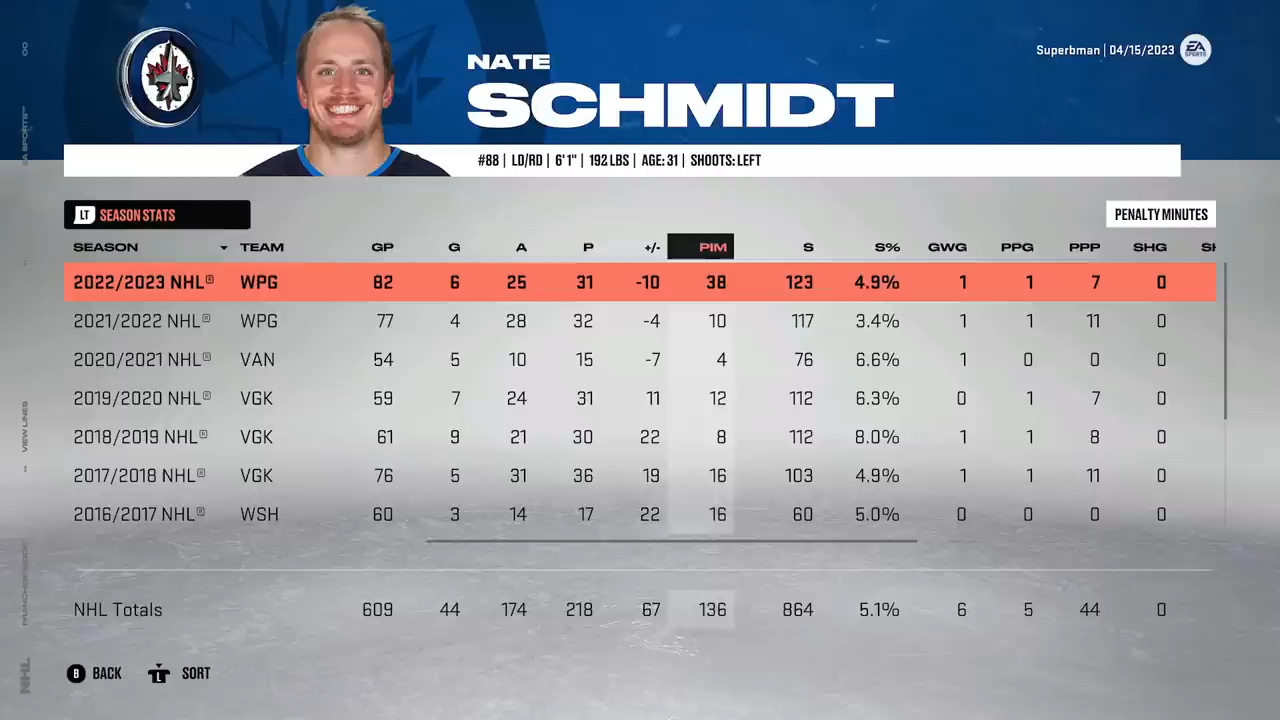 NATE
SCHMIDT
Superbman | 04/15/2023
EA SPORTS
#88 | LD/RD | 6'1" | 192 LBS | AGE: 31 | SHOOTS: LEFT
LT SEASON STATS
PENALTY MINUTES
SEASON TEAM GP G A P +/- PIM S S% GWG PPG PPP SHG
2022/2023 NHL® WPG 82 6 25 31 -10 38 123 4.9% 1 1 7 0
2021/2022 NHL® WPG 77 4 28 32 -4 10 117 3.4% 1 1 11 0
2020/2021 NHL® VAN 54 5 10 15 -7 4 76 6.6% 1 0 0 0
2019/2020 NHL® VGK 59 7 24 31 11 12 112 6.3% 0 1 7 0
2018/2019 NHL® VGK 61 9 21 30 22 8 112 8.0% 1 1 8 0
2017/2018 NHL® VGK 76 5 31 36 19 16 103 4.9% 1 1 11 0
2016/2017 NHL® WSH 60 3 14 17 22 16 60 5.0% 0 0 0 0
NHL Totals 609 44 174 218 67 136 864 5.1% 6 5 44 0
B BACK L SORT
VIEW LINES
NHL